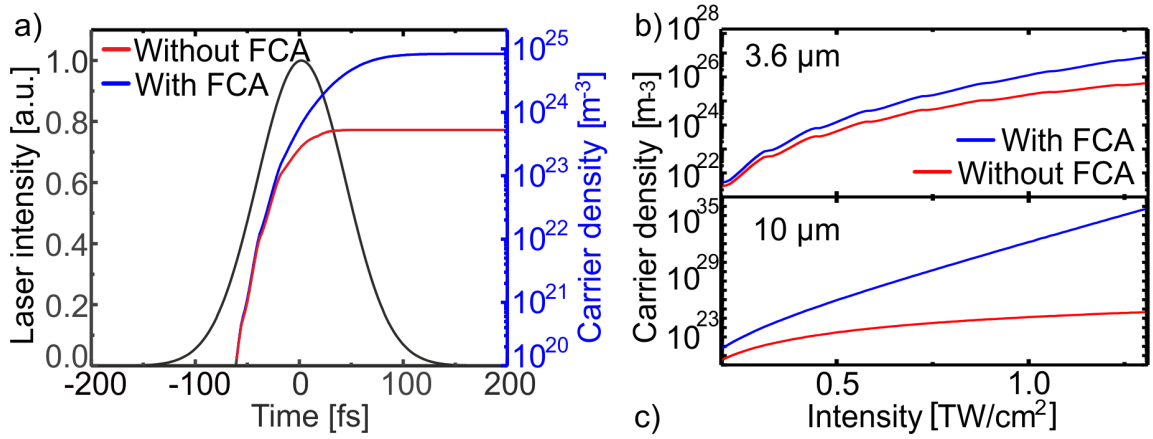 a)
Without FCA
With FCA
Laser intensity [a.u.]
1.0
0.8
0.6
0.4
0.2
0.0
-200
-100
0
100
200
Time [fs]
10^25
10^24
10^23
10^22
10^21
10^20
Carrier density [m^-3]
b)
3.6 µm
10^28
10^26
10^24
10^22
With FCA
Without FCA
Carrier density [m-3]
10 µm
10^35
10^29
10^23
0.5
1.0
c)
Intensity [TW/cm^2]